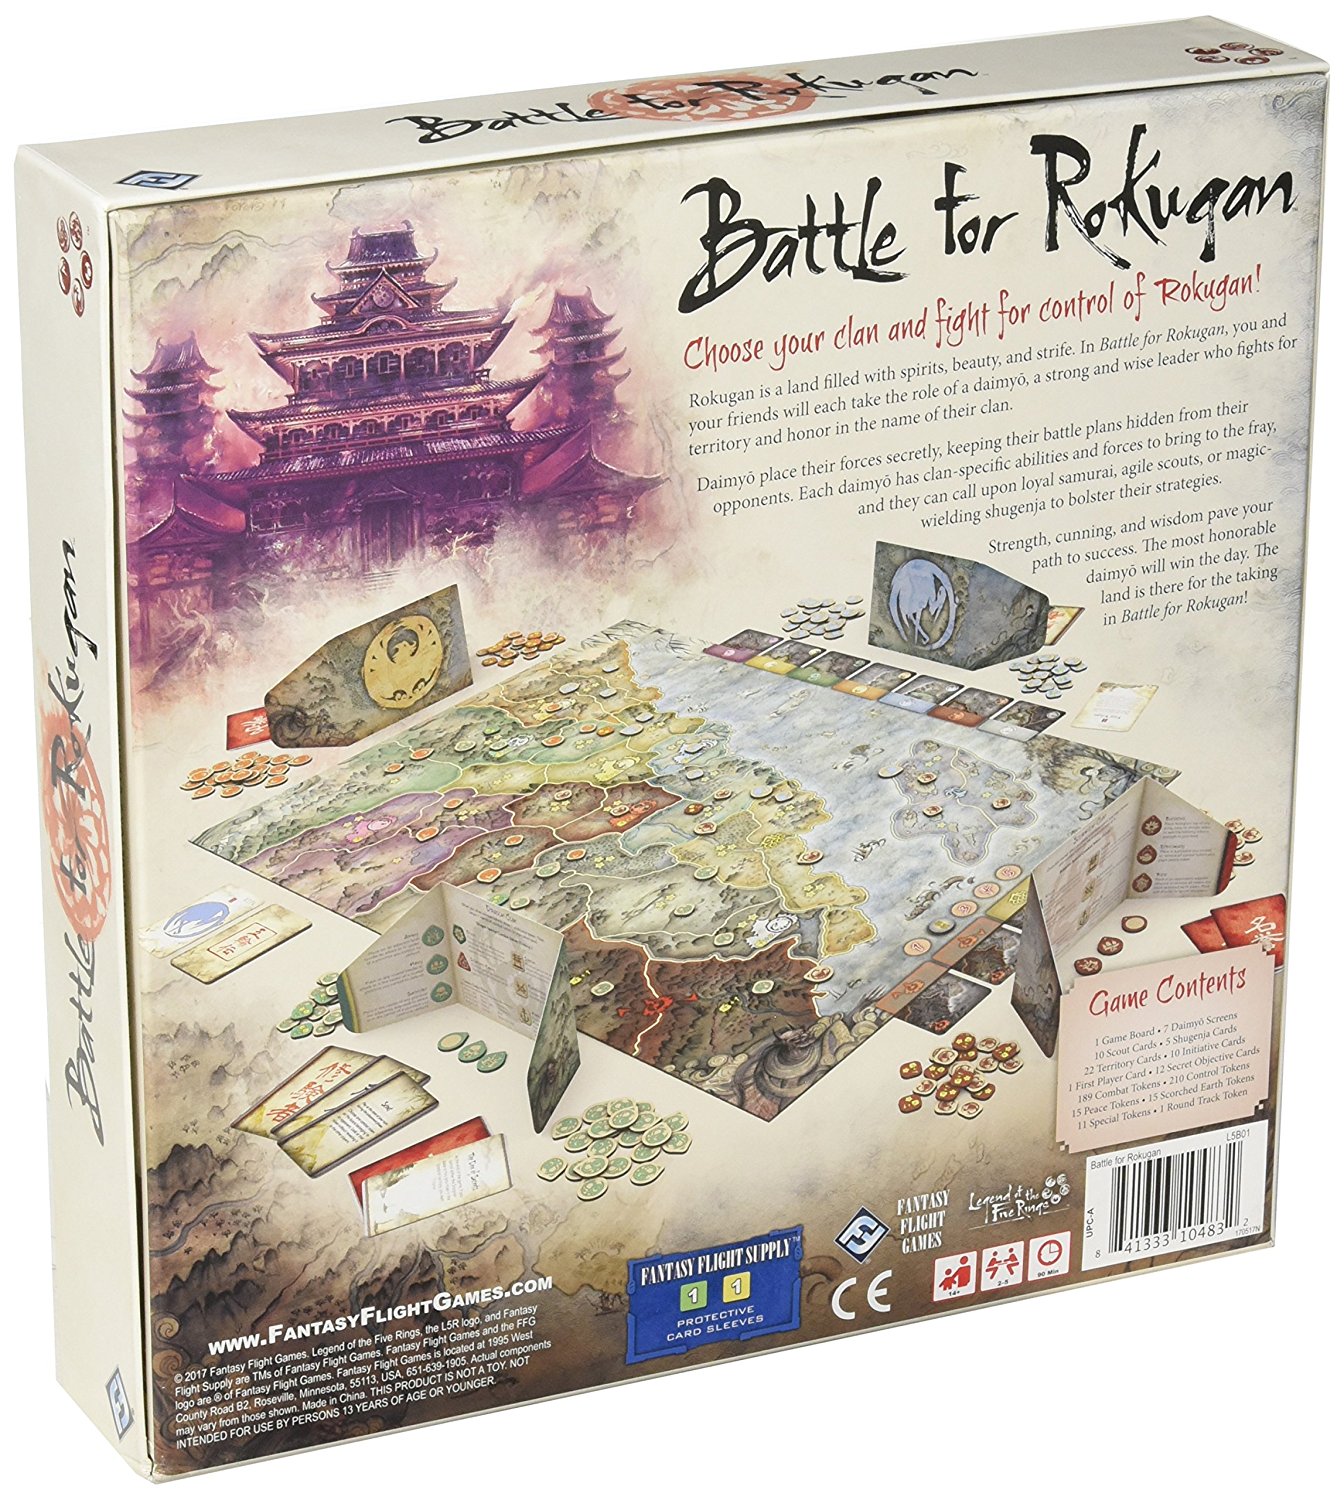 Battle for Rokugan
Battle for Rokugan
Battle for Rokugan
Choose your clan and fight for control of Rokugan!
Rokugan is a land filled with spirits, beauty, and strife. In Battle for Rokugan, you and
your friends will each take the role of a daimyō, a strong and wise leader who fights for
territory and honor in the name of their clan.
Daimyō place their forces secretly, keeping their battle plans hidden from their
opponents. Each daimyō has clan-specific abilities and forces to bring to the fray,
and they can call upon loyal samurai, agile scouts, or magic-
wielding shugenja to bolster their strategies.
Strength, cunning, and wisdom pave your
path to success. The most honorable
daimyō will win the day. The
land is there for the taking
in Battle for Rokugan!
Game Contents
1 Game Board • 7 Daimyō Screens
10 Scout Cards • 5 Shugenja Cards
22 Territory Cards • 10 Initiative Cards
1 First Player Card • 12 Secret Objective Cards
189 Combat Tokens • 210 Control Tokens
15 Peace Tokens • 15 Scorched Earth Tokens
11 Special Tokens • 1 Round Track Token
Battle for Rokugan
L5B01
UPC-A
8 41333 10483 2
170517N
FANTASY
FLIGHT
GAMES
Legend of the
Five Rings
14+
2-5
90 Min
CE
FANTASY FLIGHT SUPPLY™
1 1
PROTECTIVE
CARD SLEEVES
WWW.FANTASYFLIGHTGAMES.COM
© 2017 Fantasy Flight Games. Legend of the Five Rings, the L5R logo, and Fantasy
Flight Supply are TMs of Fantasy Flight Games. Fantasy Flight Games and the FFG
logo are ® of Fantasy Flight Games. Fantasy Flight Games is located at 1995 West
County Road B2, Roseville, Minnesota, 55113, USA. 651-639-1905. Actual components
may vary from those shown. Made in China. THIS PRODUCT IS NOT A TOY. NOT
INTENDED FOR USE BY PERSONS 13 YEARS OF AGE OR YOUNGER.